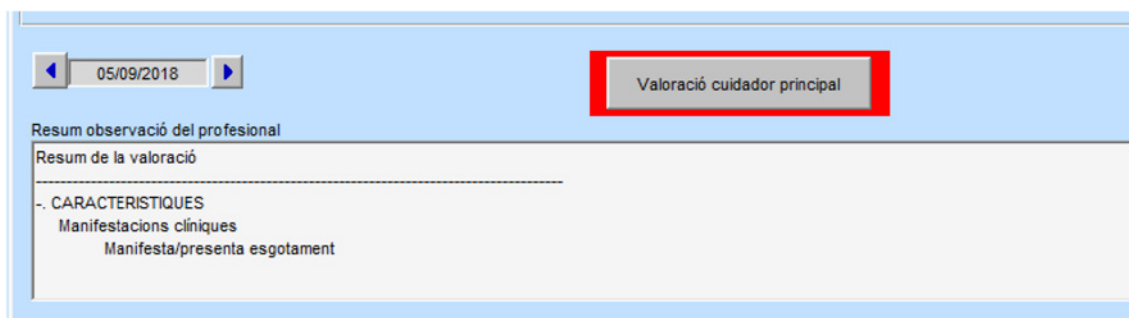 05/09/2018
Valoració cuidador principal
Resum observació del profesional
Resum de la valoració
-----------------------------------------------------------------------------------------
-. CARACTERISTIQUES
Manifestacions clíniques
Manifesta/presenta esgotament